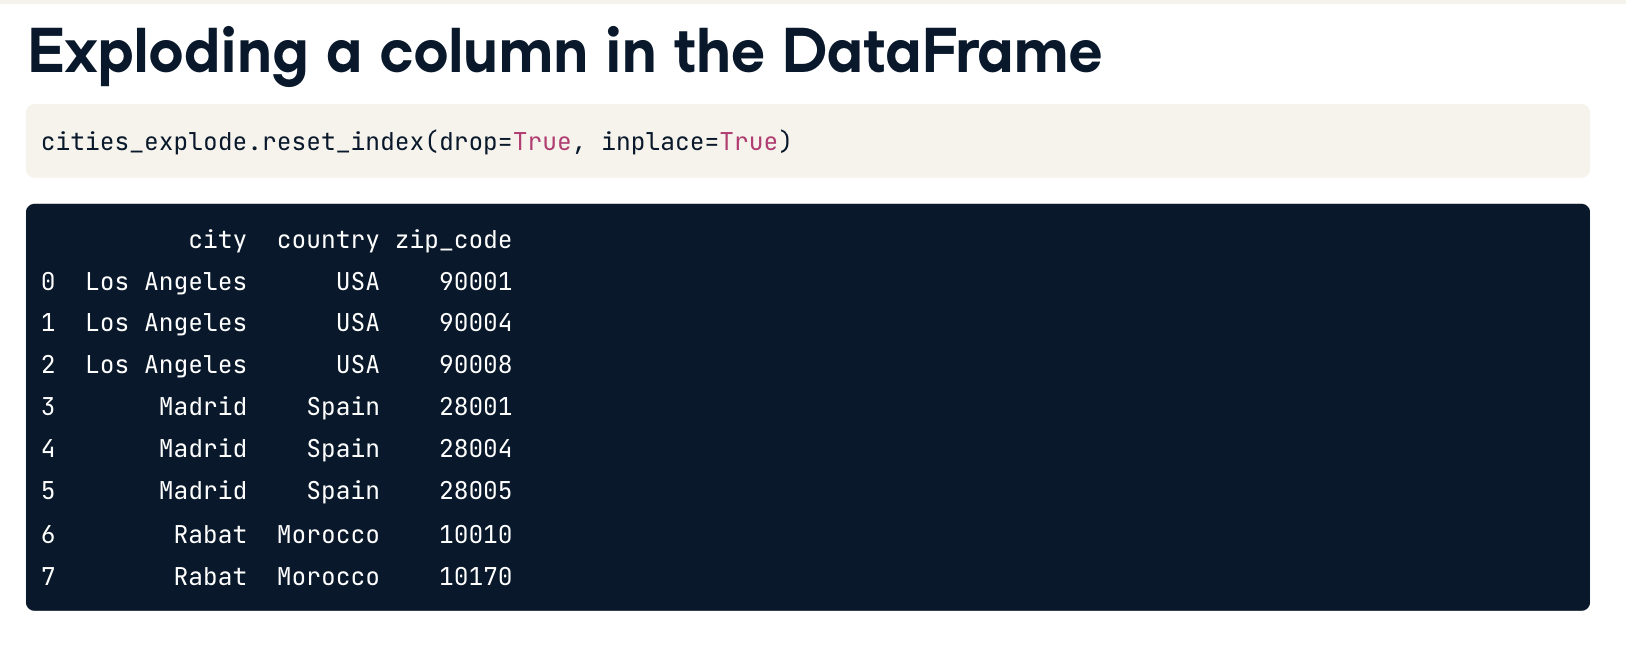 Exploding a column in the DataFrame
cities_explode.reset_index(drop=True, inplace=True)
city country zip_code
0 Los Angeles USA 90001
1 Los Angeles USA 90004
2 Los Angeles USA 90008
3 Madrid Spain 28001
4 Madrid Spain 28004
5 Madrid Spain 28005
6 Rabat Morocco 10010
7 Rabat Morocco 10170